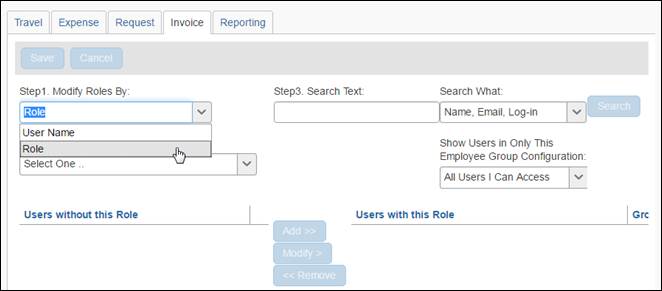 Travel Expense Request Invoice Reporting
Save Cancel
Step1. Modify Roles By: Step3. Search Text: Search What:
Role Name, Email, Log-in Search
User Name
Role
Show Users in Only This
Employee Group Configuration:
Select One .. All Users I Can Access
Users without this Role Users with this Role Gro
Add >>
Modify >
<< Remove